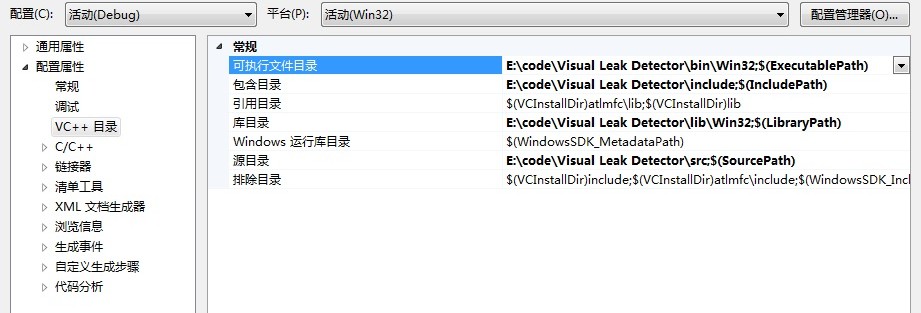 配置(C): 活动(Debug) 平台(P): 活动(Win32) 配置管理器(O)...
通用属性
配置属性
常规
调试
VC++ 目录
C/C++
链接器
清单工具
XML 文档生成器
浏览信息
生成事件
自定义生成步骤
代码分析
常规
可执行文件目录 E:\code\Visual Leak Detector\bin\Win32;$(ExecutablePath)
包含目录 E:\code\Visual Leak Detector\include;$(IncludePath)
引用目录 $(VCInstallDir)atlmfc\lib;$(VCInstallDir)lib
库目录 E:\code\Visual Leak Detector\lib\Win32;$(LibraryPath)
Windows 运行库目录 $(WindowsSDK_MetadataPath)
源目录 E:\code\Visual Leak Detector\src;$(SourcePath)
排除目录 $(VCInstallDir)include;$(VCInstallDir)atlmfc\include;$(WindowsSDK_Incl